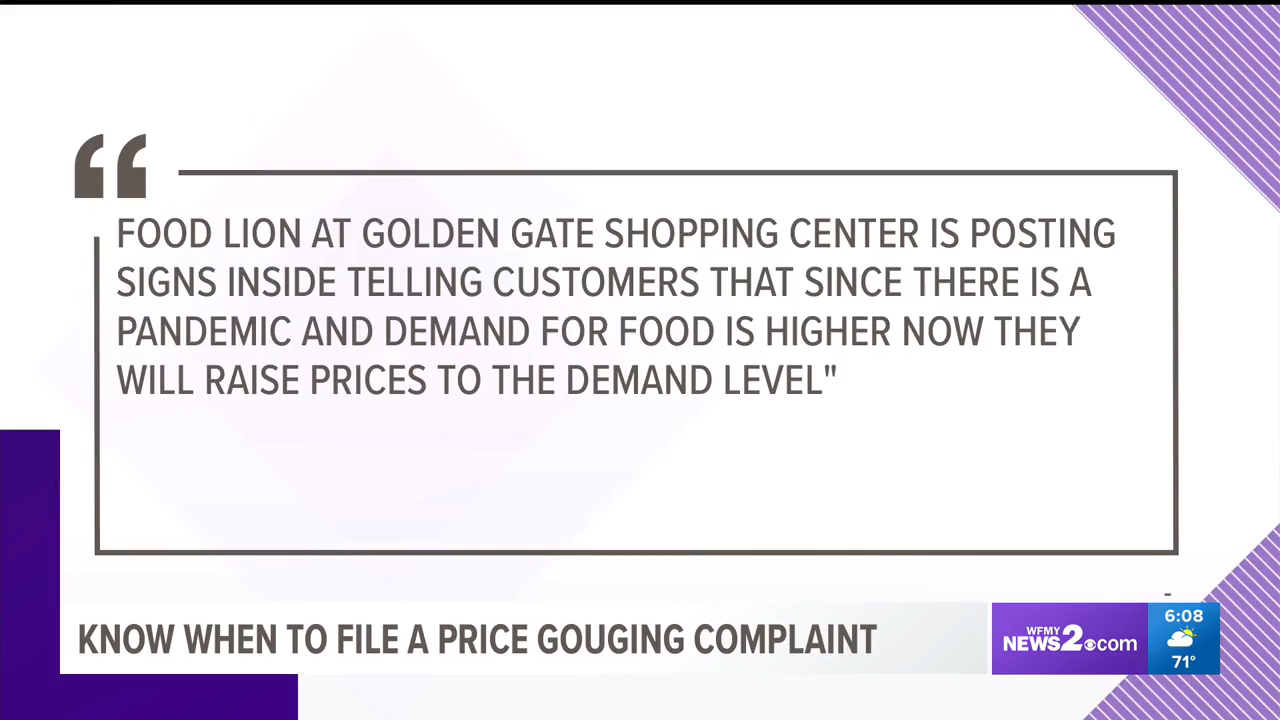 “
FOOD LION AT GOLDEN GATE SHOPPING CENTER IS POSTING
SIGNS INSIDE TELLING CUSTOMERS THAT SINCE THERE IS A
PANDEMIC AND DEMAND FOR FOOD IS HIGHER NOW THEY
WILL RAISE PRICES TO THE DEMAND LEVEL"
-
KNOW WHEN TO FILE A PRICE GOUGING COMPLAINT
WFMY
NEWS 2 com
6:08
71°